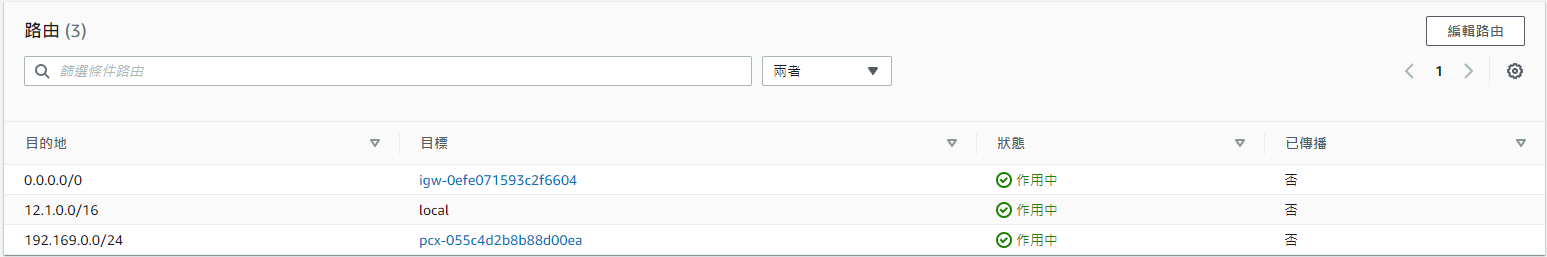 路由 (3)
編輯路由
篩選條件路由
兩者
1
目的地 目標 狀態 已傳播
0.0.0.0/0 igw-0efe071593c2f6604 作用中 否
12.1.0.0/16 local 作用中 否
192.169.0.0/24 pcx-055c4d2b8b88d00ea 作用中 否